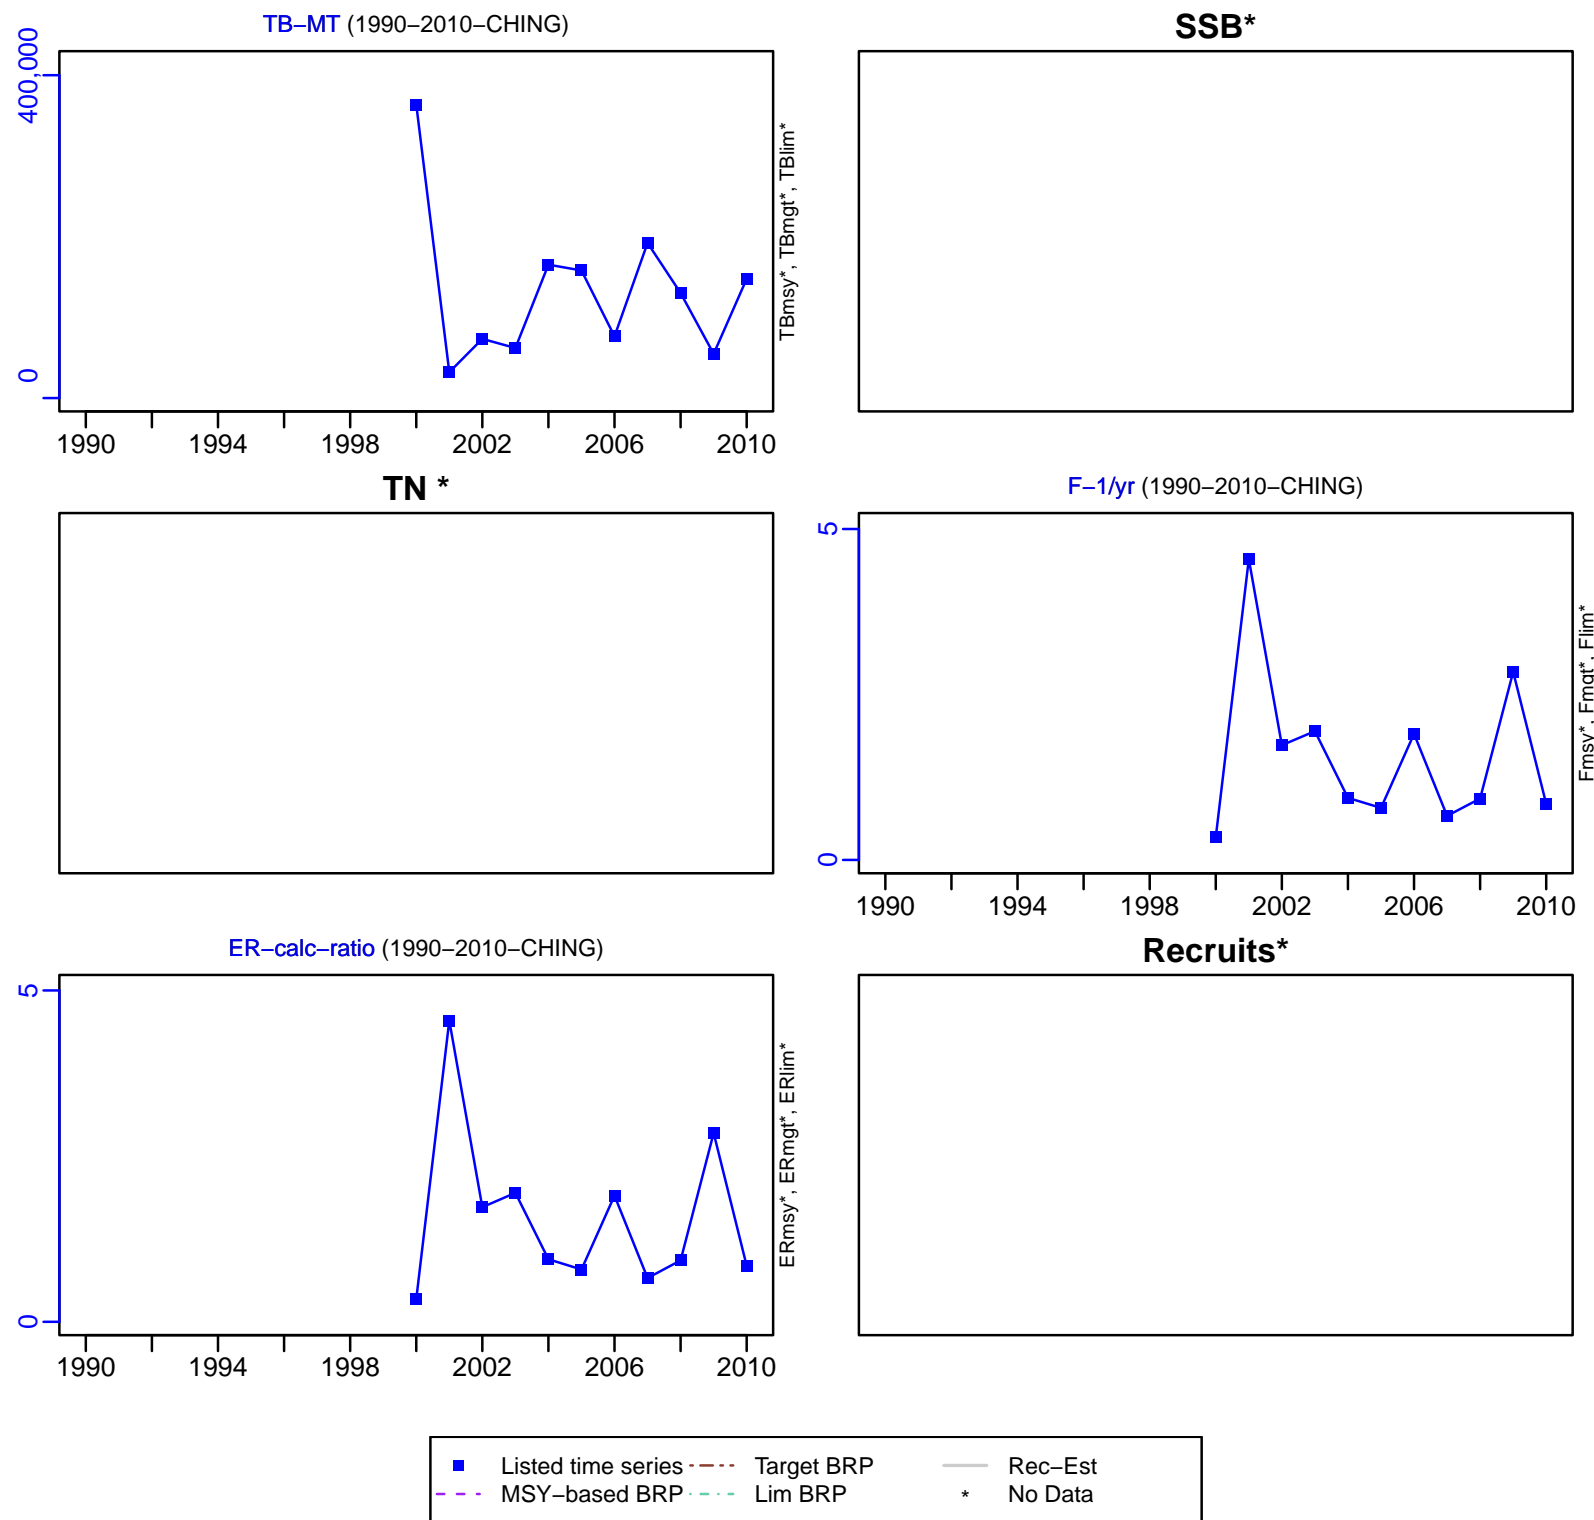 TB−MT (1990−2010−CHING)
400,000
0
TBmsy*, TBmgt*, TBlim*
1990 1994 1998 2002 2006 2010
SSB*
TN *
F−1/yr (1990−2010−CHING)
5
0
Fmsy*, Fmgt*, Flim*
1990 1994 1998 2002 2006 2010
ER−calc−ratio (1990−2010−CHING)
5
0
ERmsy*, ERmgt*, ERlim*
1990 1994 1998 2002 2006 2010
Recruits*
Listed time series Target BRP Rec−Est
MSY−based BRP Lim BRP * No Data